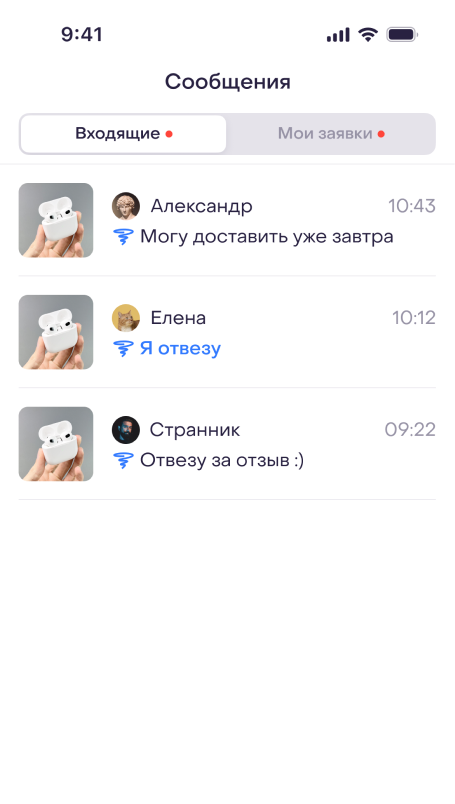 9:41
Сообщения
Входящие
Мои заявки
Александр 10:43
Могу доставить уже завтра
Елена 10:12
Я отвезу
Странник 09:22
Отвезу за отзыв :)